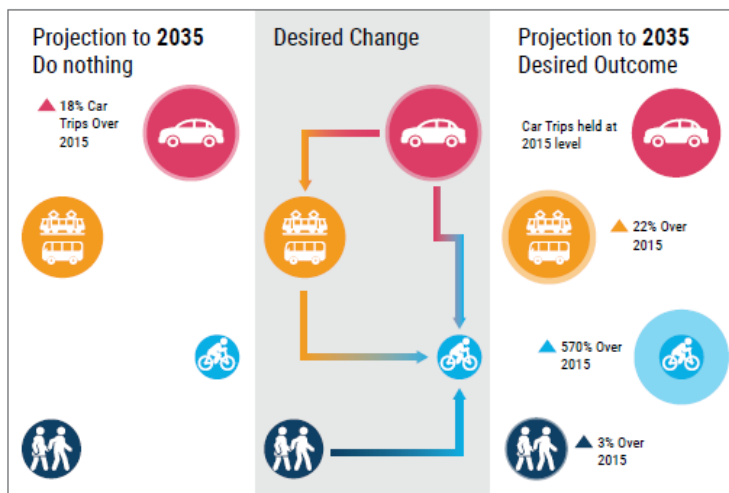 Projection to 2035
Do nothing
18% Car
Trips Over
2015
Desired Change
Projection to 2035
Desired Outcome
Car Trips held at
2015 level
22% Over
2015
570% Over
2015
3% Over
2015